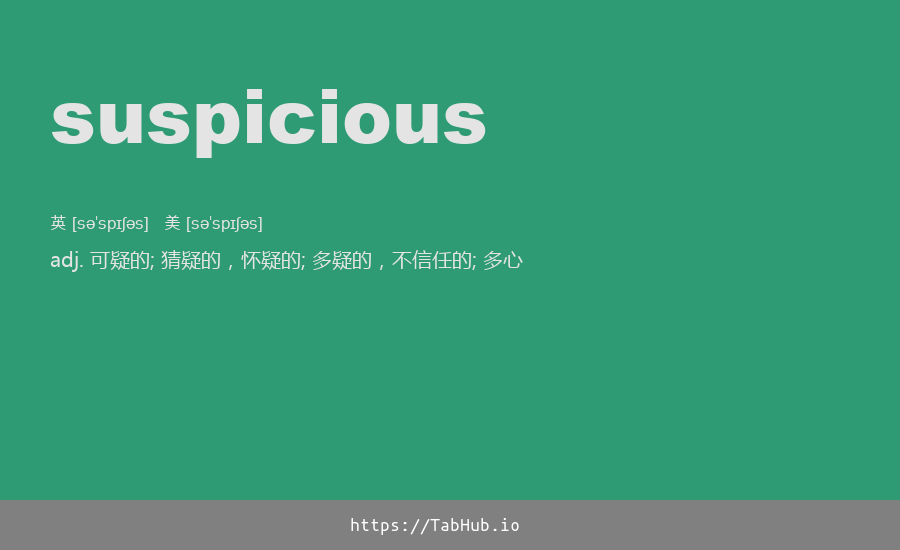 suspicious
英 [səˈspɪʃəs] 美 [səˈspɪʃəs]
adj. 可疑的; 猜疑的，怀疑的; 多疑的，不信任的; 多心
https://TabHub.io